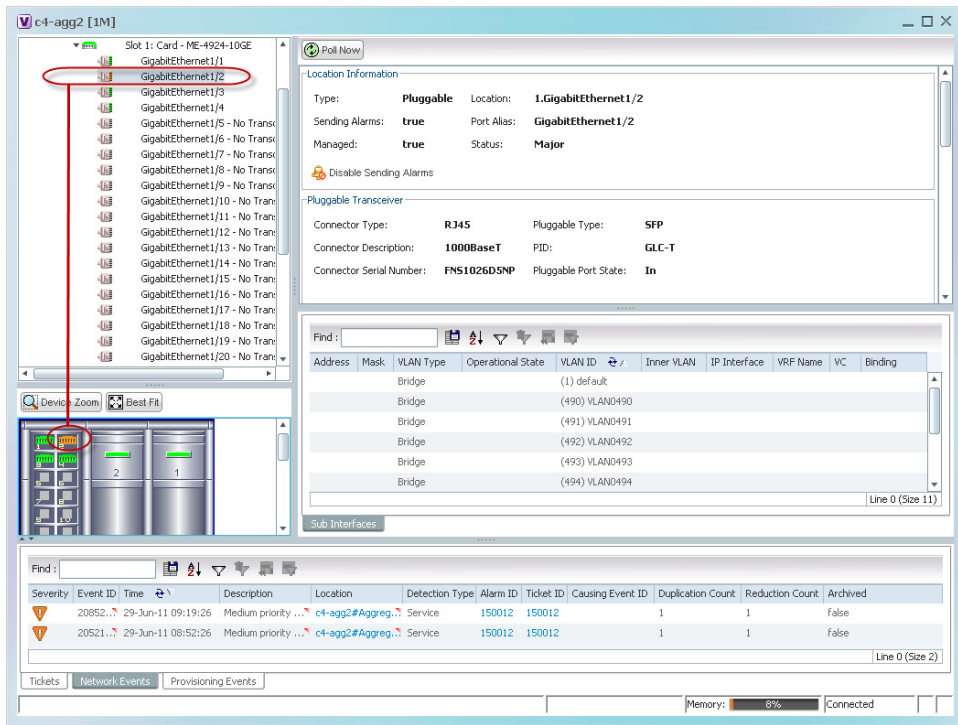 V c4-agg2 [1M]
Slot 1: Card - ME-4924-10GE
GigabitEthernet1/1
GigabitEthernet1/2
GigabitEthernet1/3
GigabitEthernet1/4
GigabitEthernet1/5 - No Transc
GigabitEthernet1/6 - No Transc
GigabitEthernet1/7 - No Transc
GigabitEthernet1/8 - No Transc
GigabitEthernet1/9 - No Transc
GigabitEthernet1/10 - No Tran:
GigabitEthernet1/11 - No Tran:
GigabitEthernet1/12 - No Tran:
GigabitEthernet1/13 - No Tran:
GigabitEthernet1/14 - No Tran:
GigabitEthernet1/15 - No Tran:
GigabitEthernet1/16 - No Tran:
GigabitEthernet1/17 - No Tran:
GigabitEthernet1/18 - No Tran:
GigabitEthernet1/19 - No Tran:
GigabitEthernet1/20 - No Tran:
Device Zoom Best Fit
2 1
Poll Now
Location Information
Type: Pluggable Location: 1.GigabitEthernet1/2
Sending Alarms: true Port Alias: GigabitEthernet1/2
Managed: true Status: Major
Disable Sending Alarms
Pluggable Transceiver
Connector Type: RJ45 Pluggable Type: SFP
Connector Description: 1000BaseT PID: GLC-T
Connector Serial Number: FNS1026D5NP Pluggable Port State: In
Find :
Address Mask VLAN Type Operational State VLAN ID Inner VLAN IP Interface VRF Name VC Binding
Bridge (1) default
Bridge (490) VLAN0490
Bridge (491) VLAN0491
Bridge (492) VLAN0492
Bridge (493) VLAN0493
Bridge (494) VLAN0494
Line 0 (Size 11)
Sub Interfaces
Find :
Severity Event ID Time Description Location Detection Type Alarm ID Ticket ID Causing Event ID Duplication Count Reduction Count Archived
20852... 29-Jun-11 09:19:26 Medium priority ... c4-agg2#Aggreg... Service 150012 150012 1 1 false
20521... 29-Jun-11 08:52:26 Medium priority ... c4-agg2#Aggreg... Service 150012 150012 1 1 false
Line 0 (Size 2)
Tickets Network Events Provisioning Events
Memory: 8% Connected